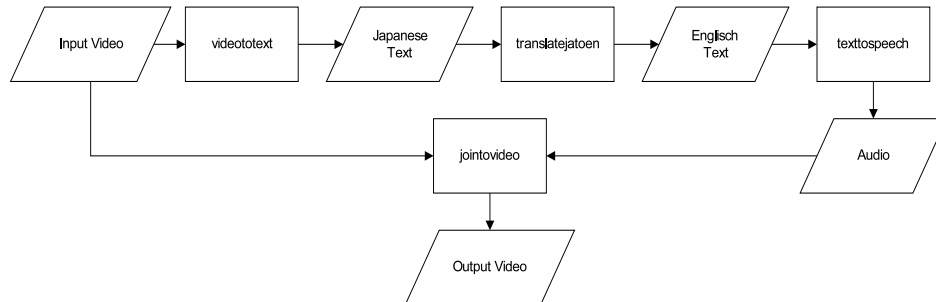 Input Video
videototext
Japanese
Text
translatejatoen
Englisch
Text
texttospeech
jointovideo
Audio
Output Video